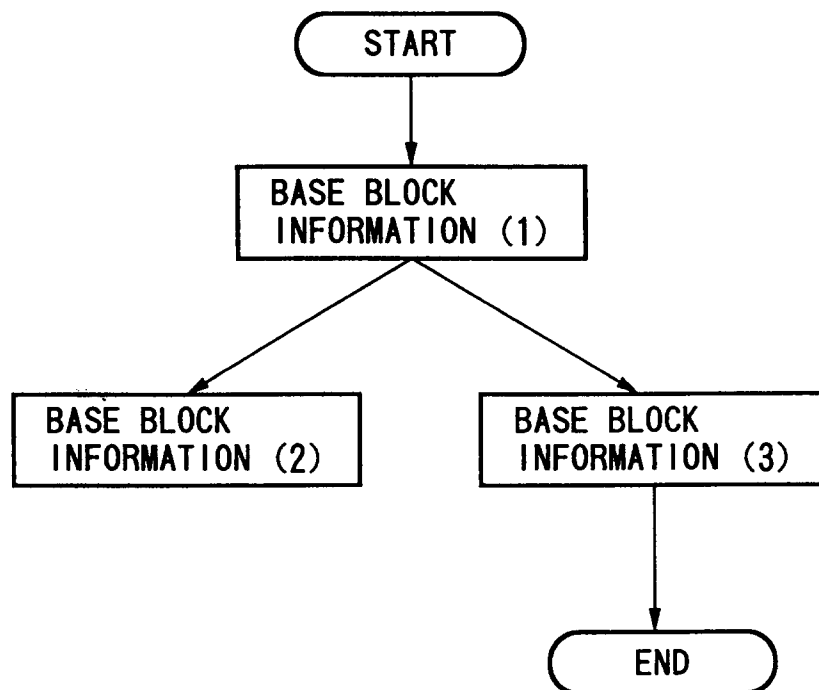 START
BASE BLOCK
INFORMATION (1)
BASE BLOCK
INFORMATION (2)
BASE BLOCK
INFORMATION (3)
END